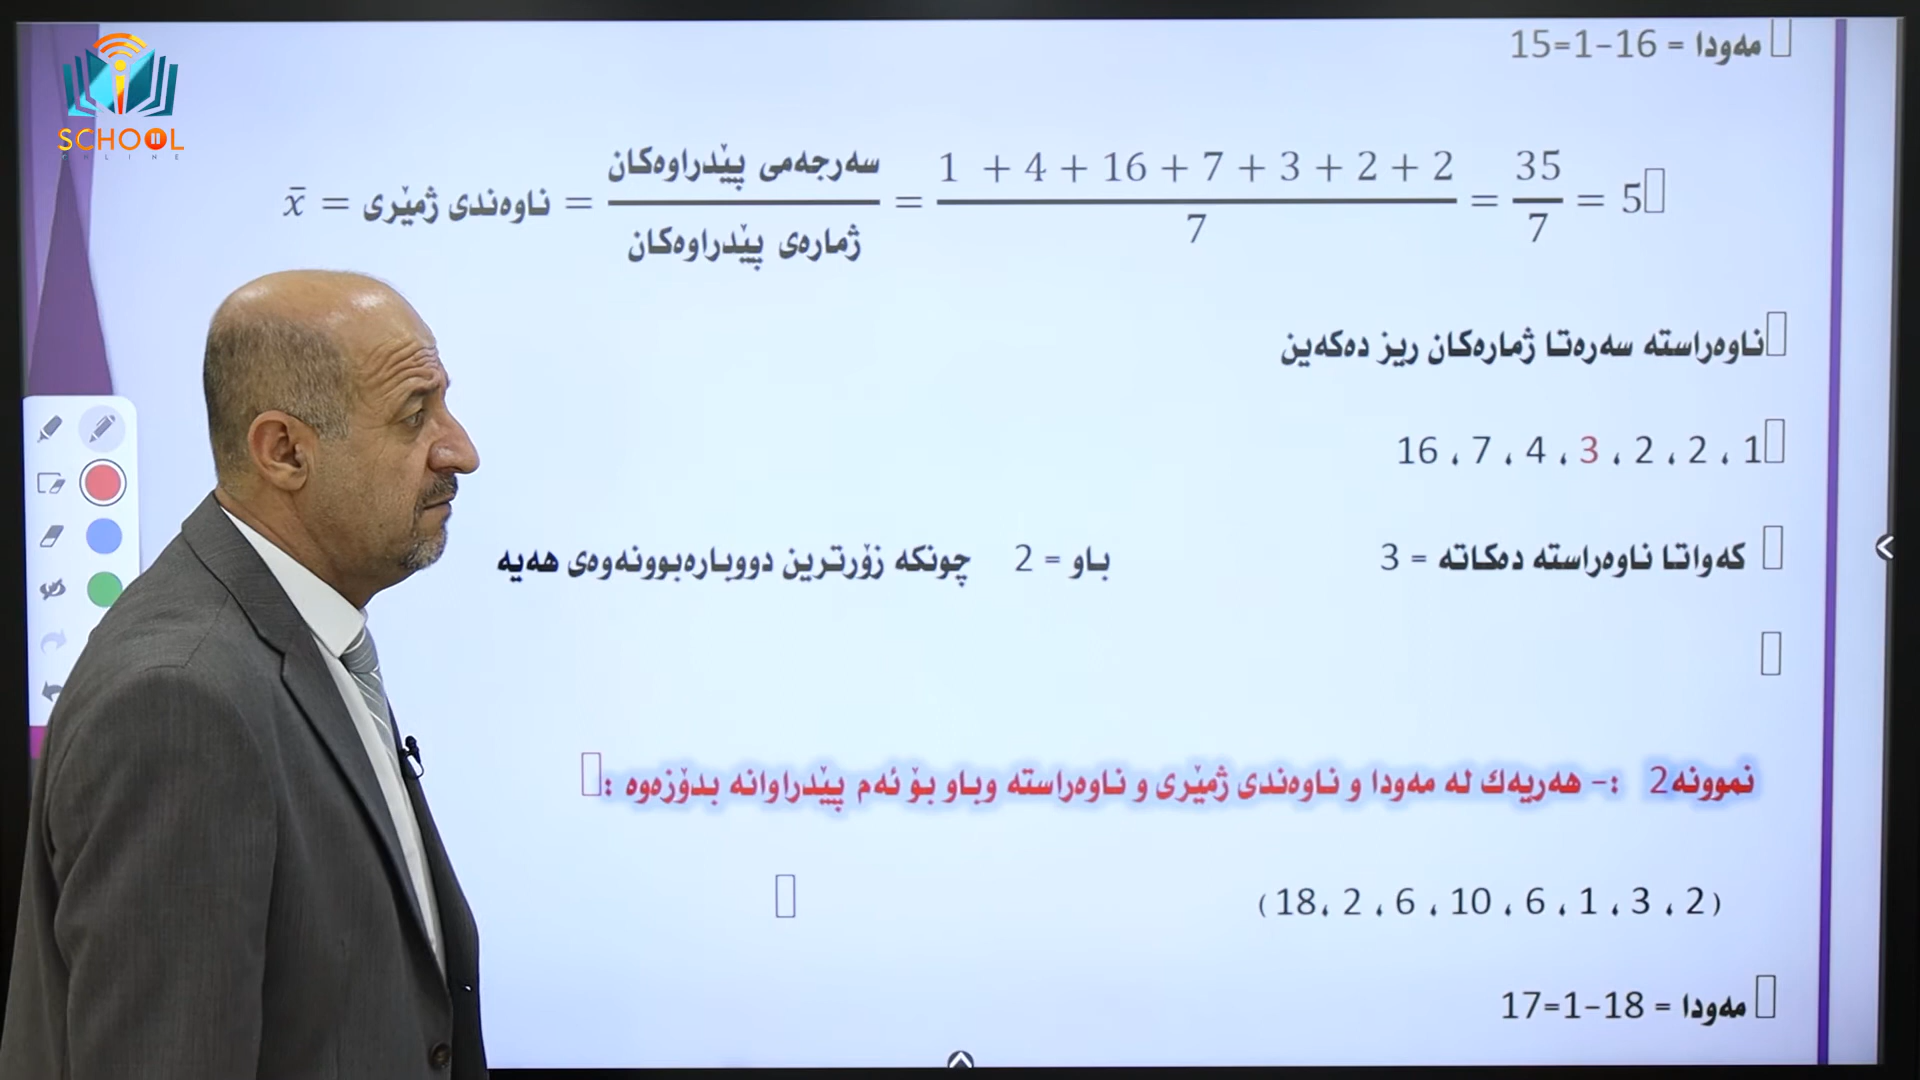 SCHOOL
ONLINE
مەودا = 16-1=15
x̄ = ناوەندی ژمێری = سەرجەمی پێدراوەکان / ژمارەی پێدراوەکان = 1 + 4 + 16 + 7 + 3 + 2 + 2 / 7 = 35 / 7 = 5
ناوەراستە سەرەتا ژمارەکان ریز دەکەین
1 ، 2 ، 2 ، 3 ، 4 ، 7 ، 16
کەواتا ناوەراستە دەکاتە = 3
باو = 2 چونکە زۆرترین دووبارەبوونەوەی هەیە
نموونە2 :- هەریەك لە مەودا و ناوەندی ژمێری و ناوەراستە وباو بۆ ئەم پێدراوانە بدۆزەوە :
(2 ، 3 ، 1 ، 6 ، 10 ، 6 ، 2 ،18)
مەودا = 18-1=17